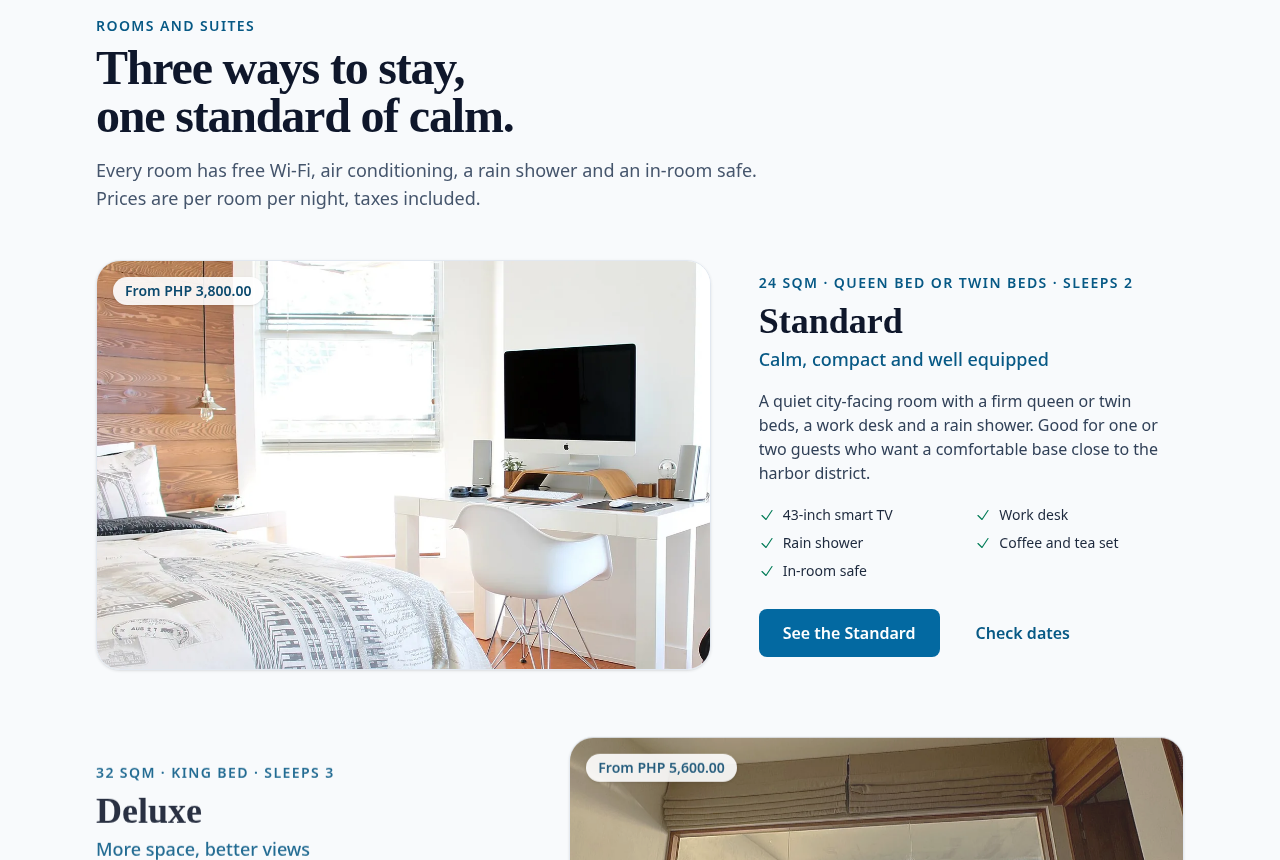 ROOMS AND SUITES
Three ways to stay,
one standard of calm.
Every room has free Wi-Fi, air conditioning, a rain shower and an in-room safe.
Prices are per room per night, taxes included.
From PHP 3,800.00
24 SQM · QUEEN BED OR TWIN BEDS · SLEEPS 2
Standard
Calm, compact and well equipped
A quiet city-facing room with a firm queen or twin
beds, a work desk and a rain shower. Good for one or
two guests who want a comfortable base close to the
harbor district.
43-inch smart TV
Work desk
Rain shower
Coffee and tea set
In-room safe
See the Standard
Check dates
32 SQM · KING BED · SLEEPS 3
Deluxe
More space, better views
From PHP 5,600.00